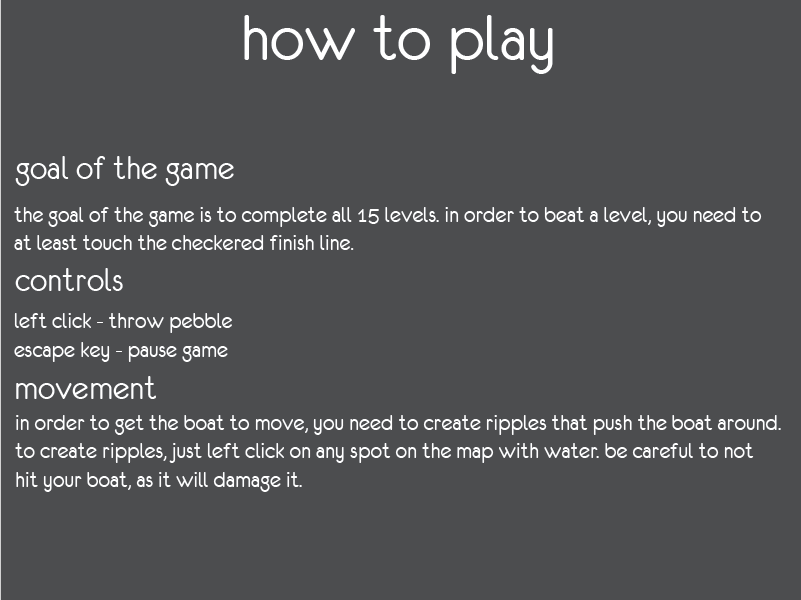 how to play
goal of the game
the goal of the game is to complete all 15 levels. in order to beat a level, you need to
at least touch the checkered finish line.
controls
left click - throw pebble
escape key - pause game
movement
in order to get the boat to move, you need to create ripples that push the boat around.
to create ripples, just left click on any spot on the map with water. be careful to not
hit your boat, as it will damage it.